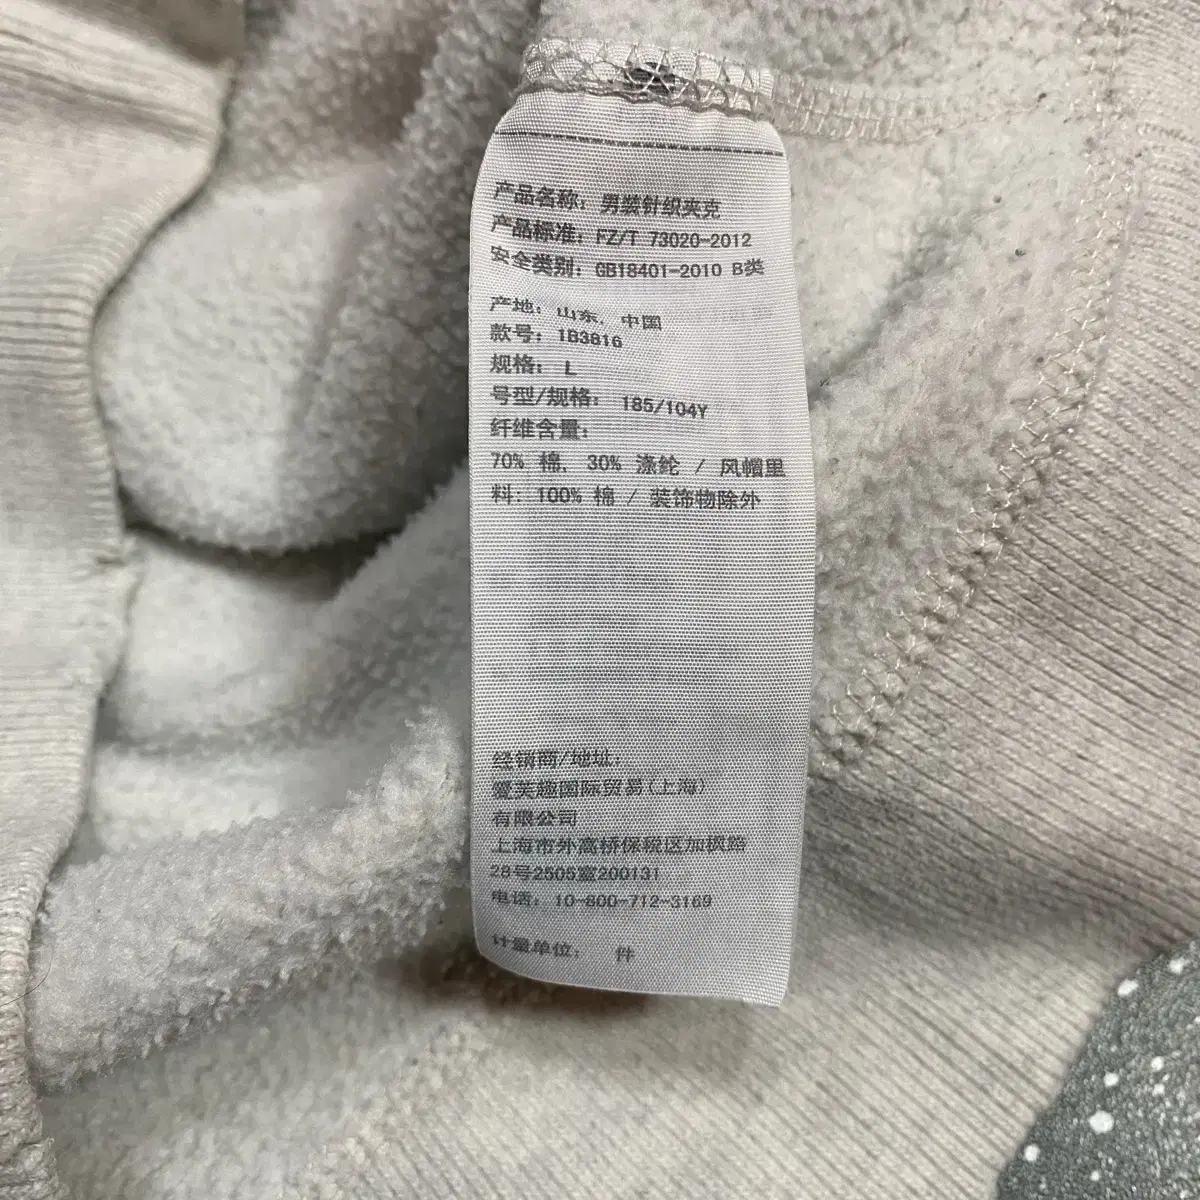 产品名称: 男装针织夹克
产品标准: FZ/T 73020-2012
安全类别: GB18401-2010 B类
产地: 山东, 中国
款号: 1B3816
规格: L
号型/规格: 185/104Y
纤维含量:
70% 棉, 30% 涤纶 / 风帽里
料: 100% 棉 / 装饰物除外
经销商/地址:
爱芙趣国际贸易(上海)
有限公司
上海市外高桥保税区加枫路
28号2505室200131
电话: 10-800-712-3169
计量单位: 件